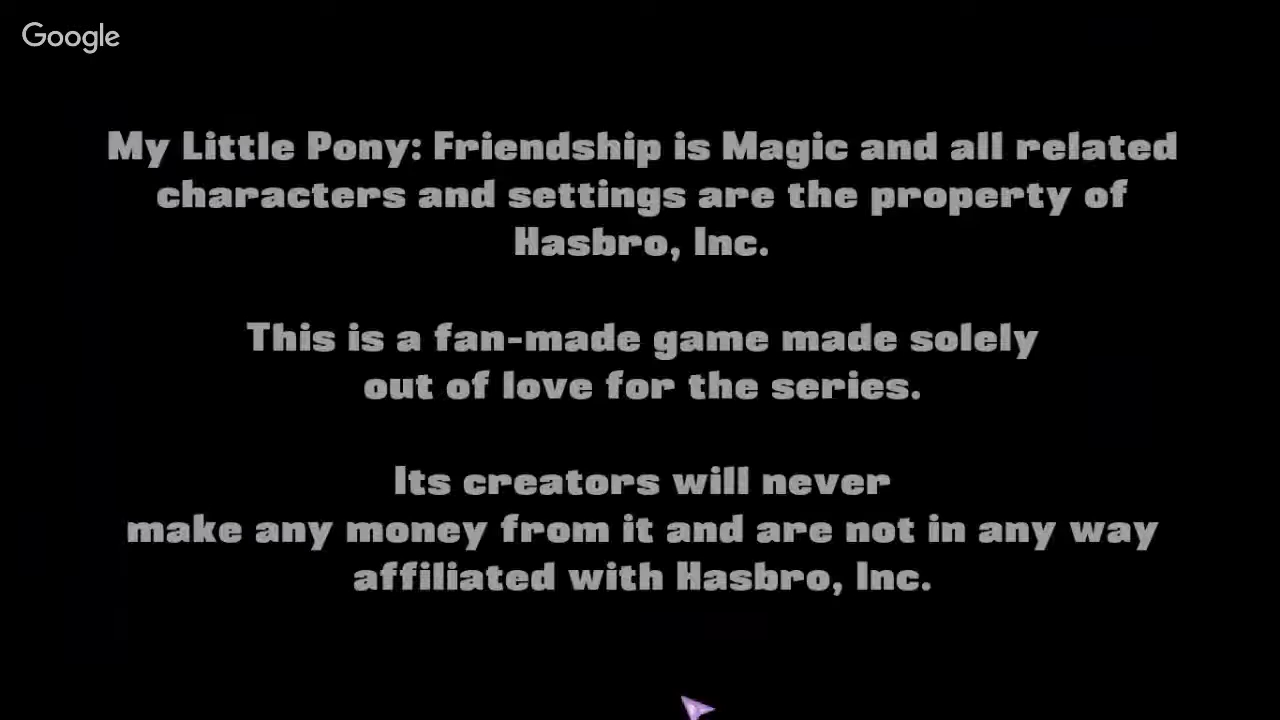 Google
My Little Pony: Friendship is Magic and all related
characters and settings are the property of
Hasbro, Inc.
This is a fan-made game made solely
out of love for the series.
Its creators will never
make any money from it and are not in any way
affiliated with Hasbro, Inc.